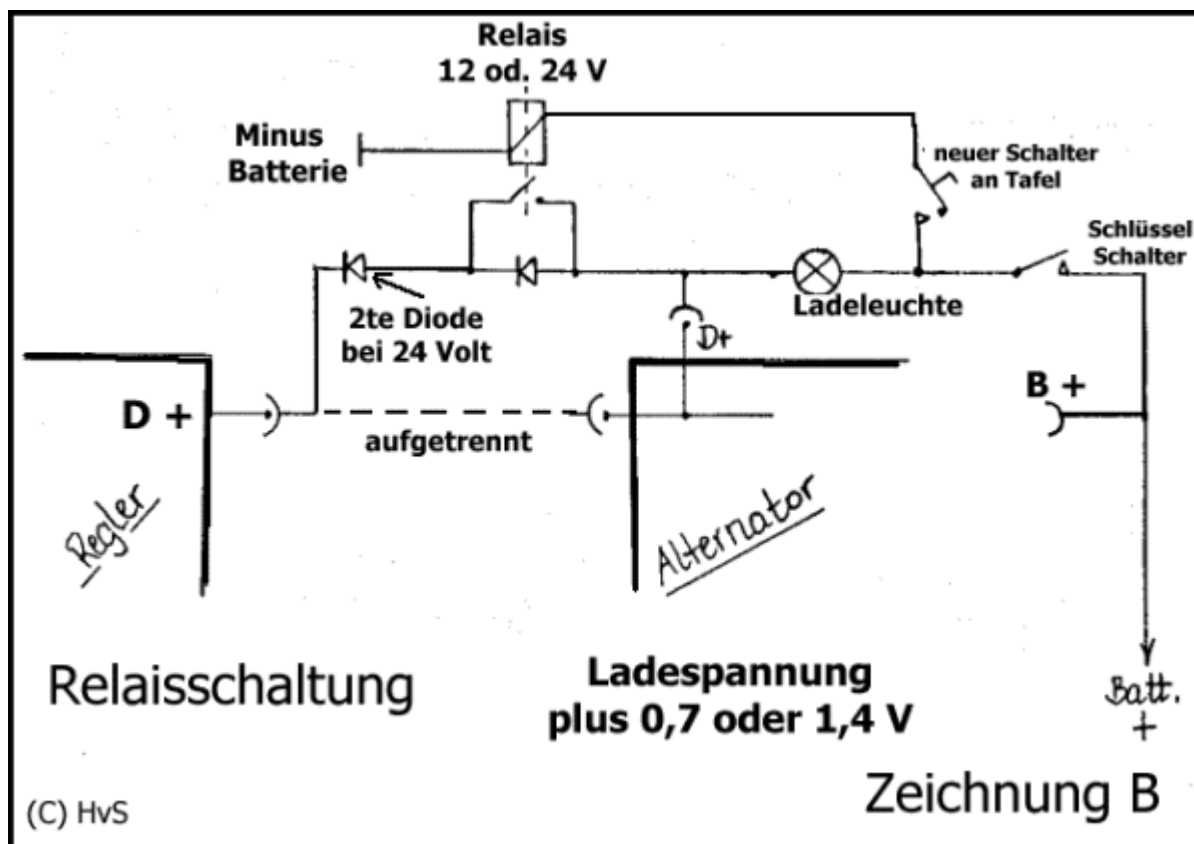 Relais
12 od. 24 V
Minus
Batterie
neuer Schalter
an Tafel
Schlüssel
Schalter
Ladeleuchte
2te Diode
bei 24 Volt
D+
D +
aufgetrennt
B +
Regler
Alternator
Relaisschaltung
Ladespannung
plus 0,7 oder 1,4 V
Batt.
+
Zeichnung B
(C) HvS